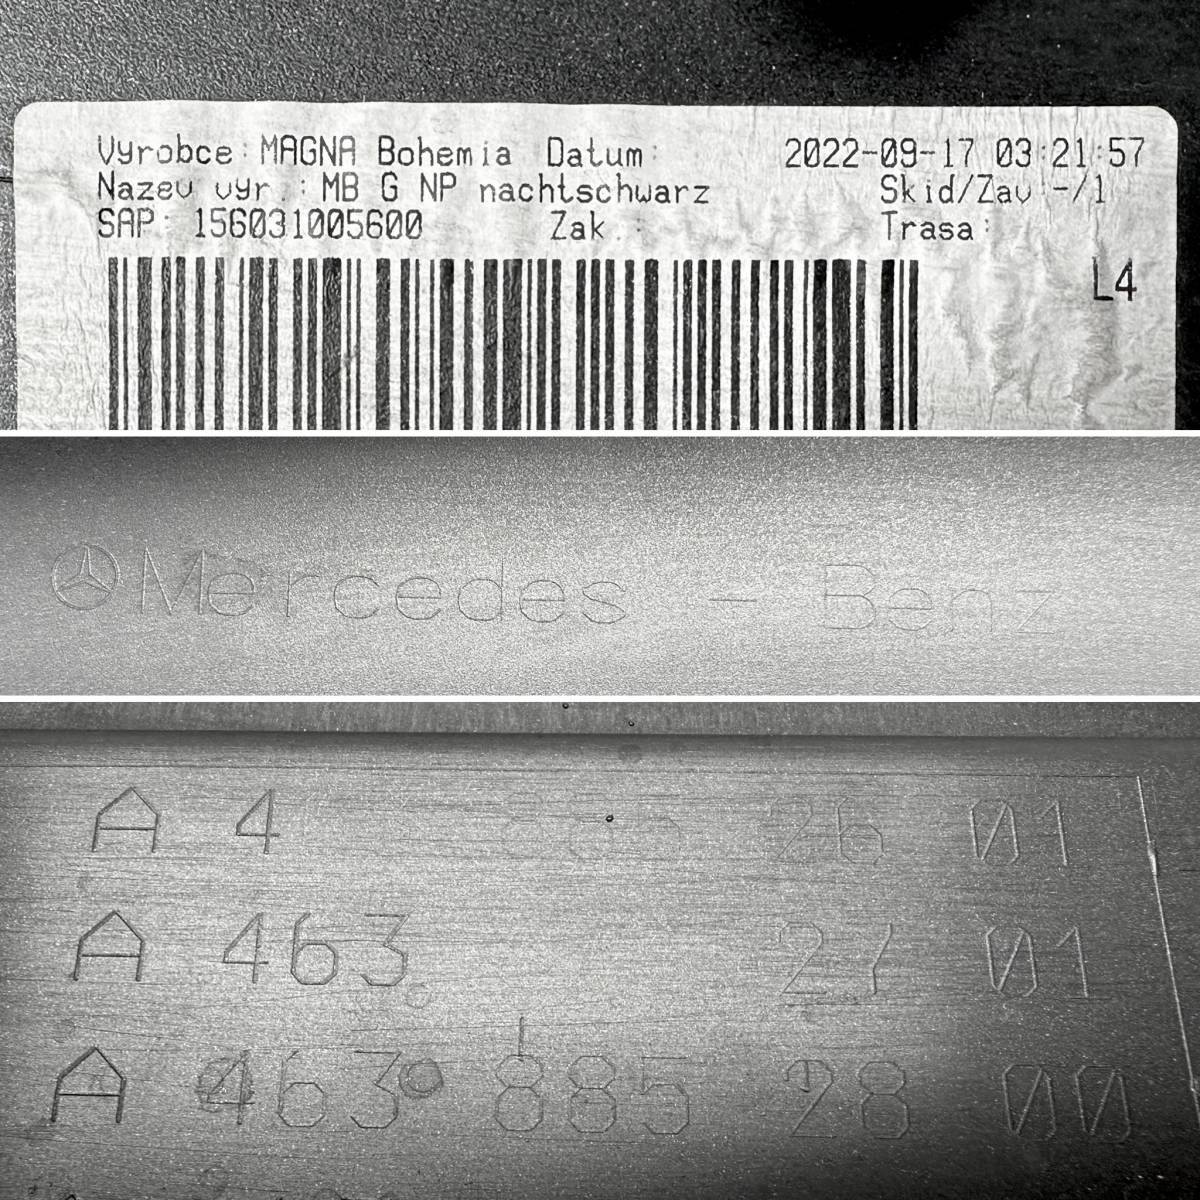 Vyrobce: MAGNA Bohemia Datum: 2022-09-17 03:21:57
Nazev vyr.: MB G NP nachtschwarz Skid/Zav -/1
SAP: 156031005600 Zak.: Trasa:
L4
Mercedes - Benz
A 4 885 26 01
A 463 27 01
A 463 885 28 00